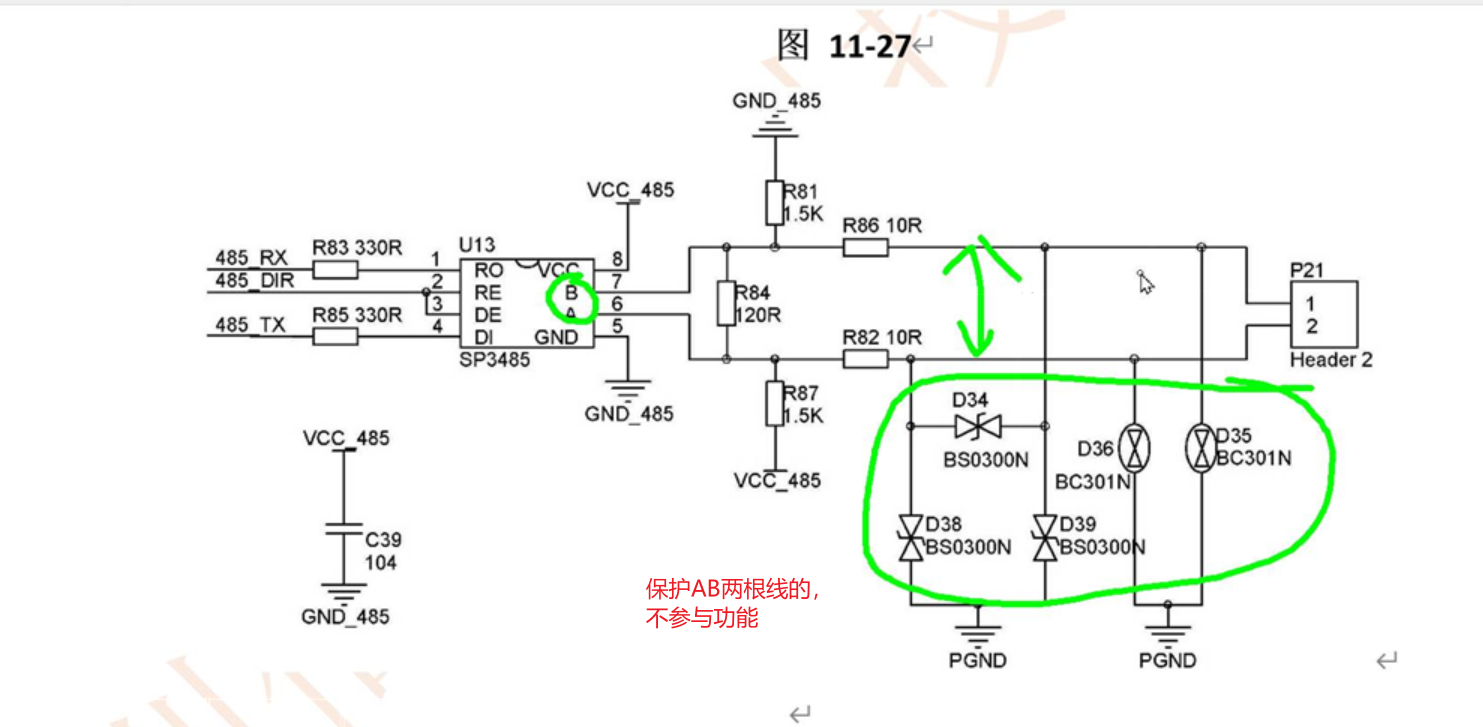 图 11-27
GND_485
VCC_485
R81
1.5K
R86 10R
485_RX
R83 330R
U13
485_DIR
485_TX
R85 330R
1
2
3
4
RO
RE
DE
DI
VCC
B
A
GND
8
7
6
5
SP3485
R84
120R
P21
1
2
Header 2
R82 10R
GND_485
R87
1.5K
VCC_485
D34
BS0300N
D36
BC301N
D35
BC301N
D38
BS0300N
D39
BS0300N
VCC_485
C39
104
GND_485
保护AB两根线的，
不参与功能
PGND
PGND